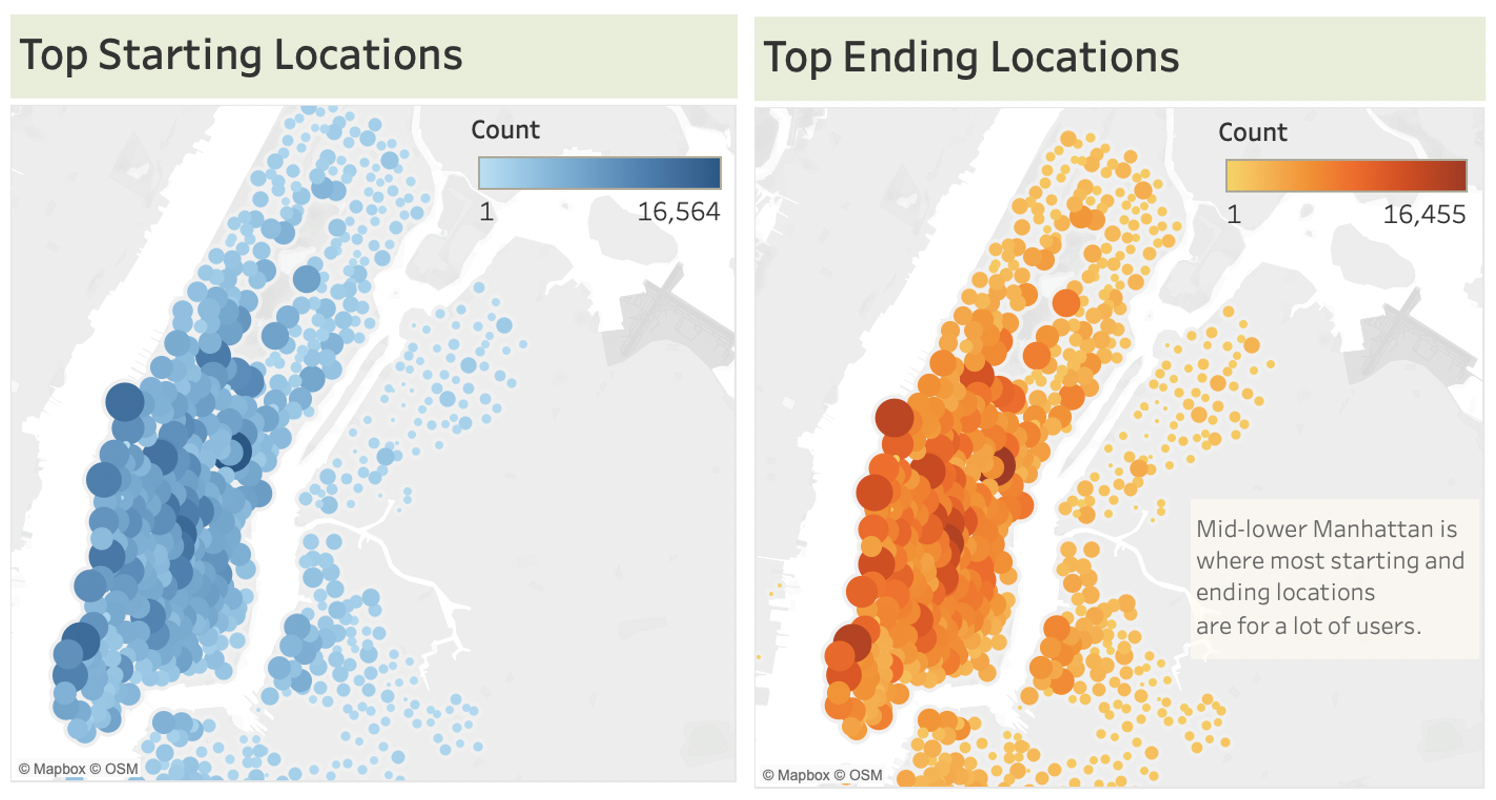 Top Starting Locations
Count
1
16,564
© Mapbox © OSM
Top Ending Locations
Count
1
16,455
Mid-lower Manhattan is
where most starting and
ending locations
are for a lot of users.
© Mapbox © OSM